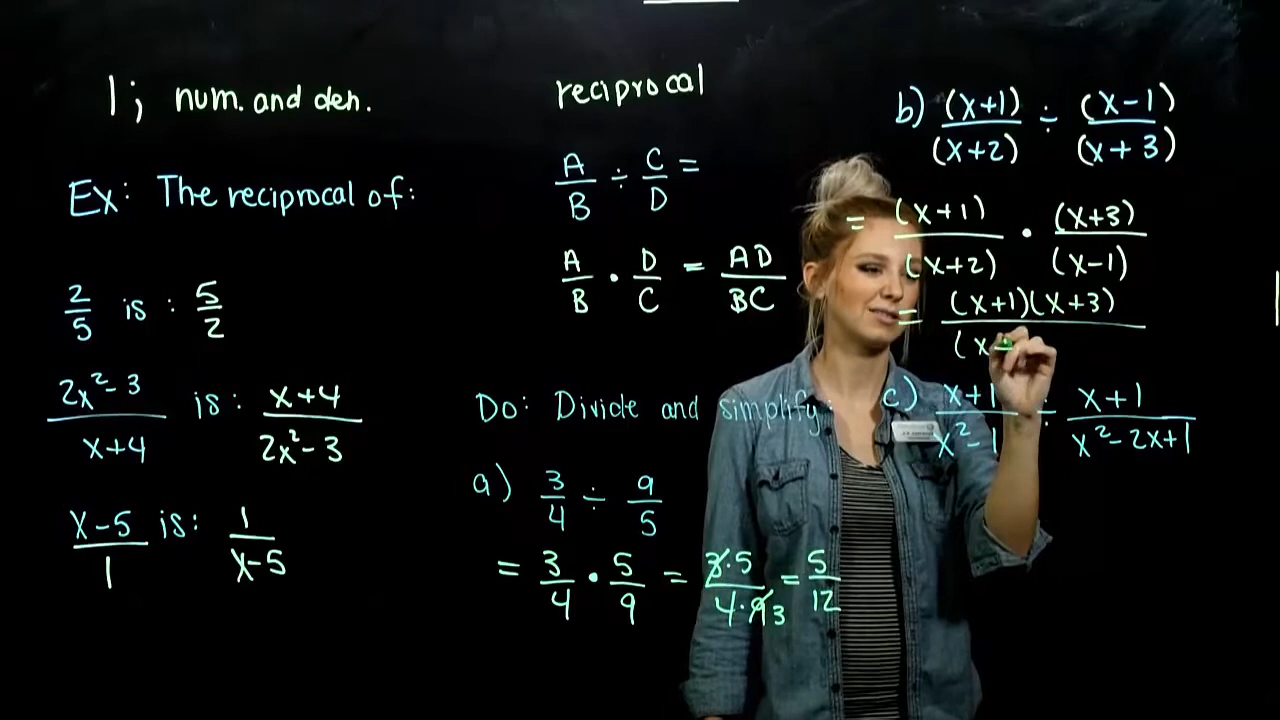 1; num. and den.
Ex: The reciprocal of:
2/5 is: 5/2
2x²-3/x+4 is: x+4/2x²-3
x-5/1 is: 1/x-5
reciprocal
A/B ÷ C/D =
A/B · D/C = AD/BC
Do: Divide and simplify:
a) 3/4 ÷ 9/5
= 3/4 · 5/9 = 3·5/4·9 3 = 5/12
b) (x+1)/(x+2) ÷ (x-1)/(x+3)
= (x+1)/(x+2) · (x+3)/(x-1)
= (x+1)(x+3)/(x
c) x+1/x²-1 ÷ x+1/x²-2x+1